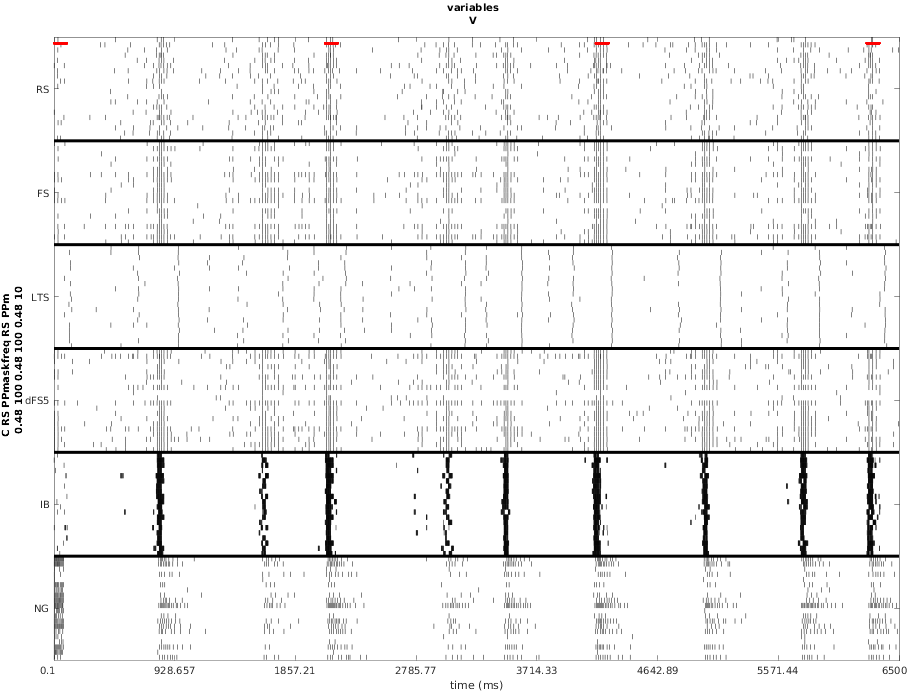 variables
V
C RS PPmaskfreq RS PPm
0.48 100 0.48 100 0.48 10
RS
FS
LTS
dFS5
IB
NG
0.1 928.657 1857.21 2785.77 3714.33 4642.89 5571.44 6500
time (ms)